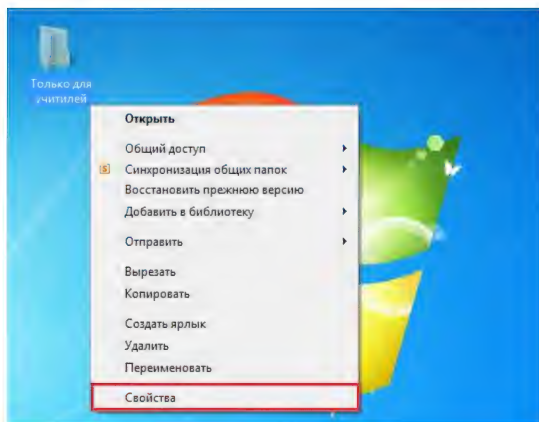 Только для
учитилей
Открыть
Общий доступ
S Синхронизация общих папок
Восстановить прежнюю версию
Добавить в библиотеку
Отправить
Вырезать
Копировать
Создать ярлык
Удалить
Переименовать
Свойства